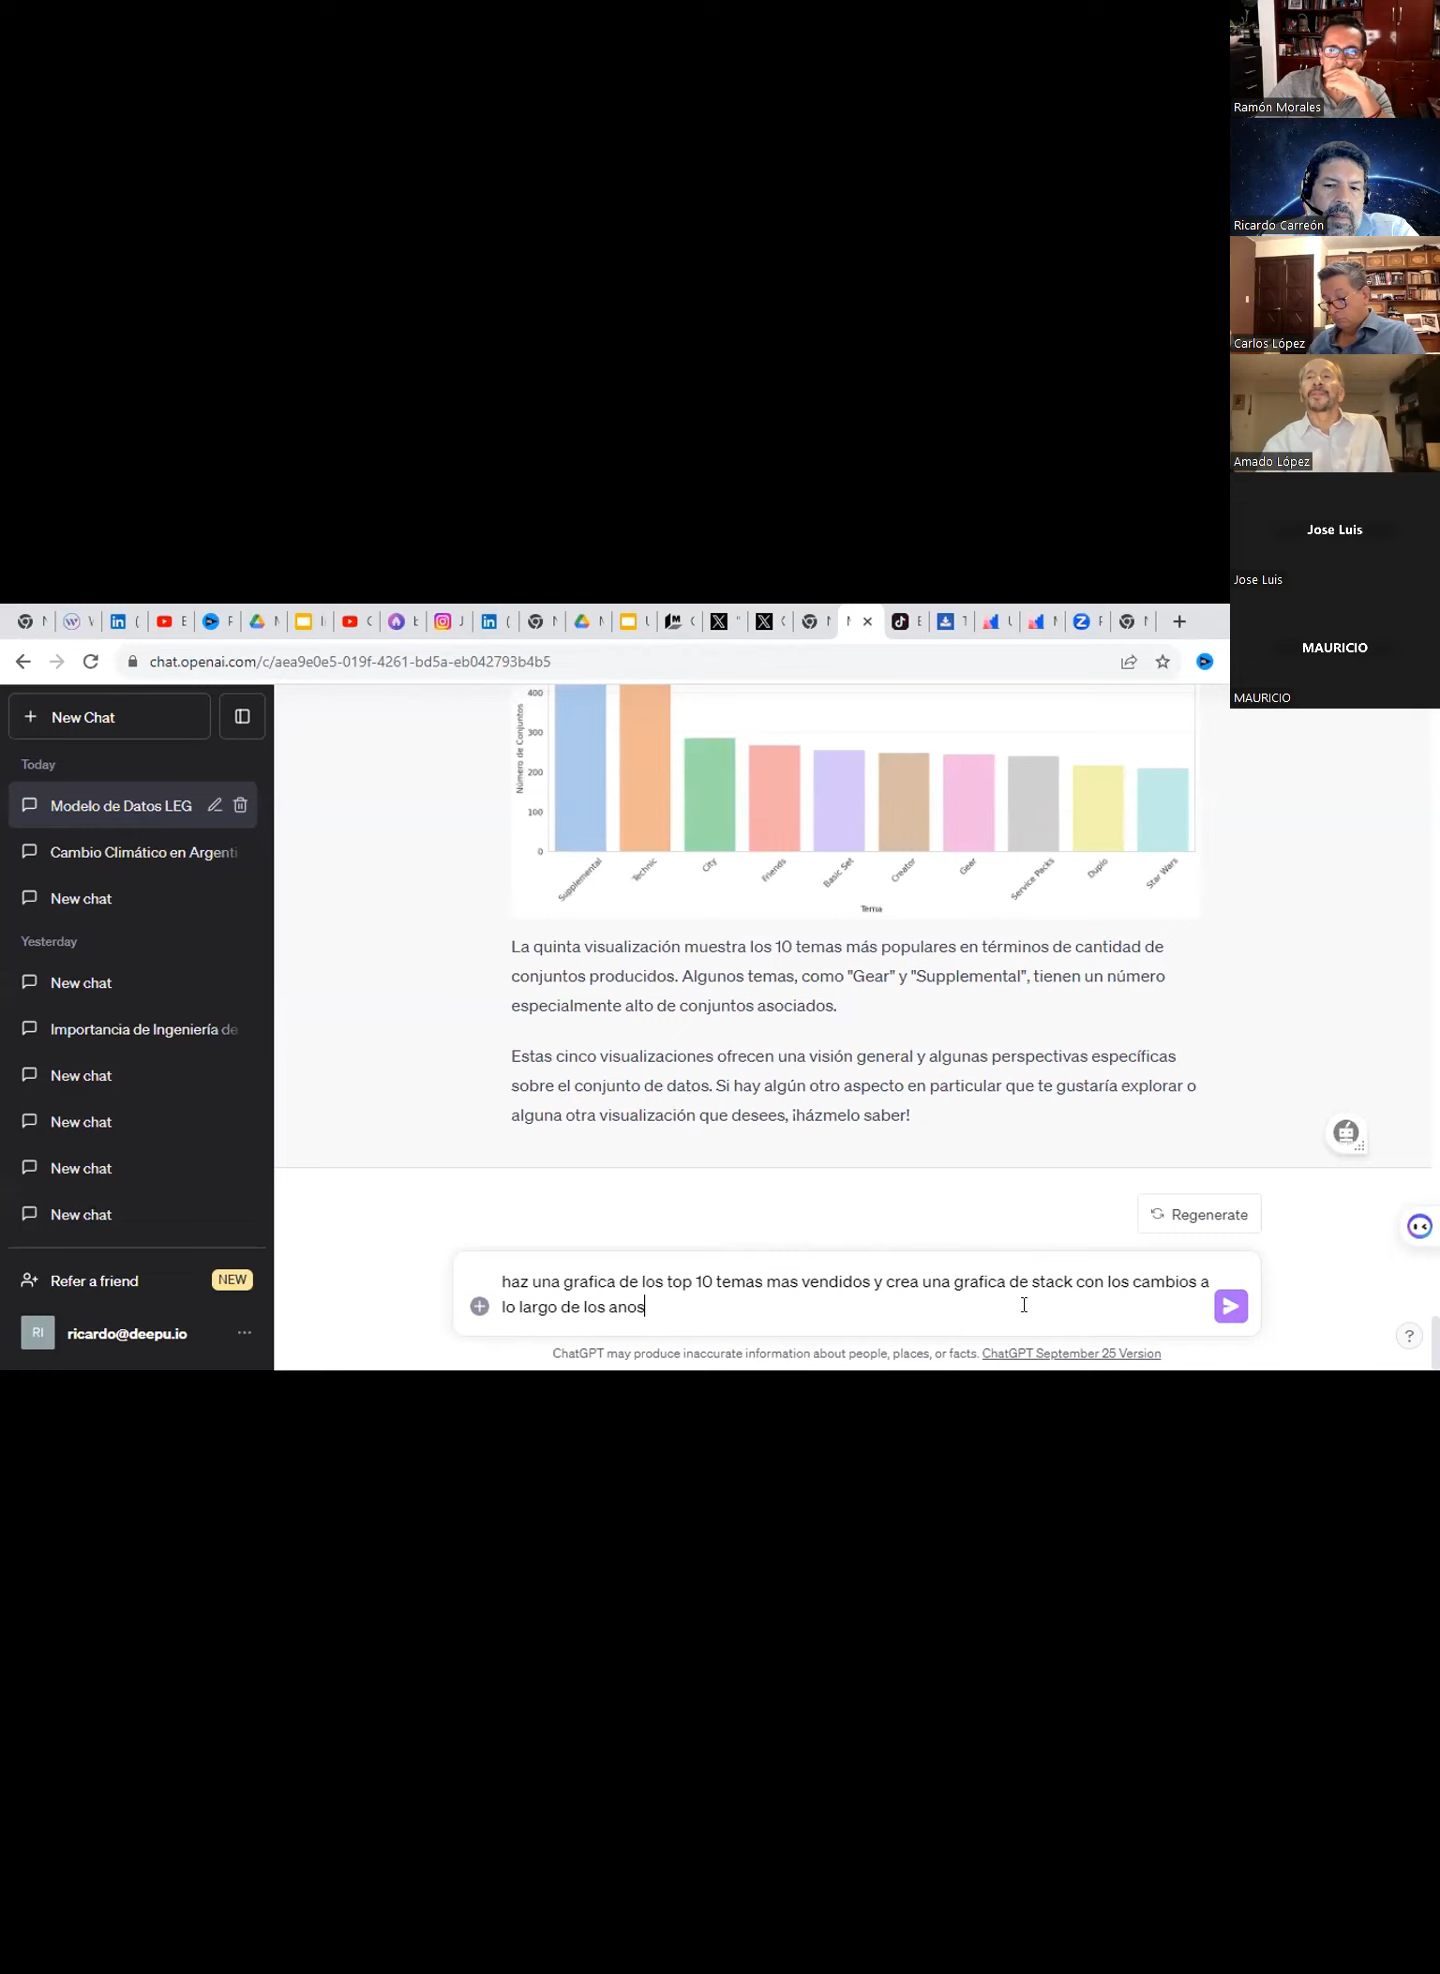 Ramón Morales
Ricardo Carreón
Carlos López
Amado López
Jose Luis
Jose Luis
MAURICIO
MAURICIO
chat.openai.com/c/aea9e0e5-019f-4261-bd5a-eb042793b4b5
New Chat
Today
Modelo de Datos LEG
Cambio Climático en Argenti
New chat
Yesterday
New chat
Importancia de Ingeniería de
New chat
New chat
New chat
New chat
Refer a friend
NEW
RI
ricardo@deepu.io
Número de Conjuntos
400
300
200
100
0
Supplemental
Technic
City
Friends
Basic Set
Creator
Gear
Service Packs
Duplo
Star Wars
Tema
La quinta visualización muestra los 10 temas más populares en términos de cantidad de
conjuntos producidos. Algunos temas, como "Gear" y "Supplemental", tienen un número
especialmente alto de conjuntos asociados.
Estas cinco visualizaciones ofrecen una visión general y algunas perspectivas específicas
sobre el conjunto de datos. Si hay algún otro aspecto en particular que te gustaría explorar o
alguna otra visualización que desees, ¡házmelo saber!
Regenerate
haz una grafica de los top 10 temas mas vendidos y crea una grafica de stack con los cambios a
lo largo de los anos
ChatGPT may produce inaccurate information about people, places, or facts. ChatGPT September 25 Version
?